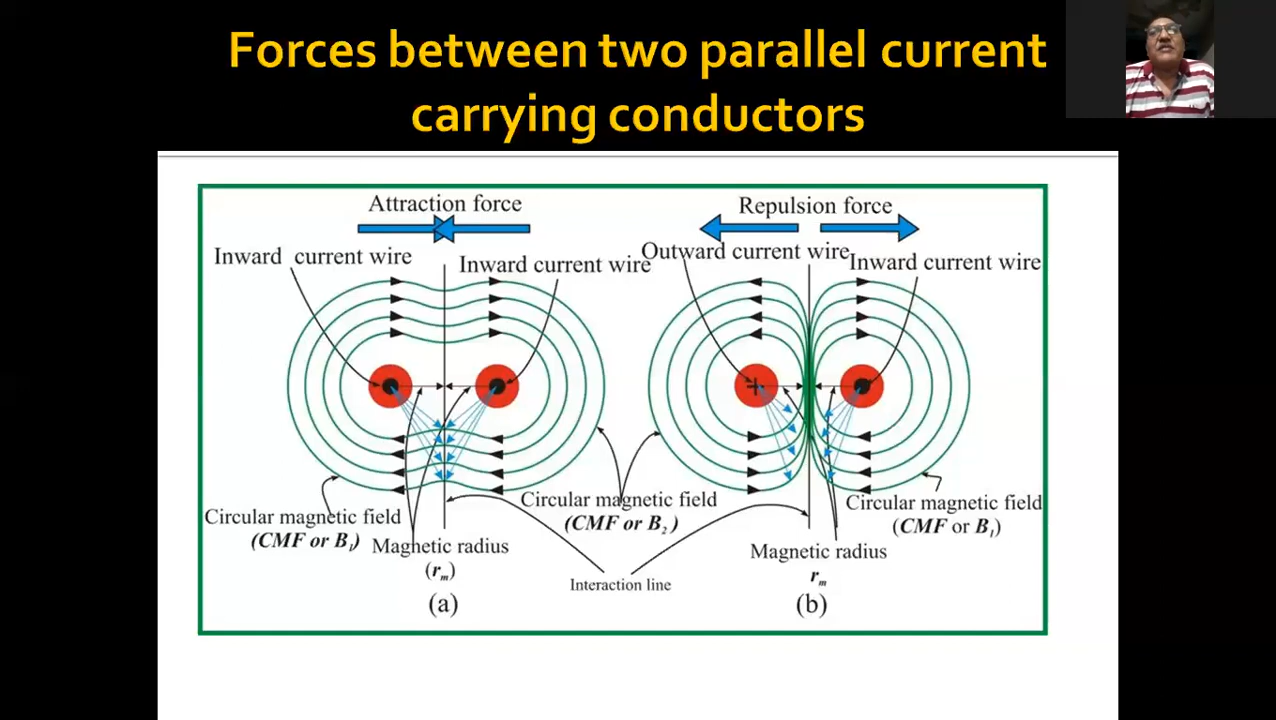 Forces between two parallel current
carrying conductors
Attraction force
Inward current wire
Inward current wire
Circular magnetic field
(CMF or B₁)
Magnetic radius
(rₘ)
(a)
Circular magnetic field
(CMF or B₂)
Interaction line
Repulsion force
Outward current wire
Inward current wire
Circular magnetic field
(CMF or B₁)
Magnetic radius
rₘ
(b)